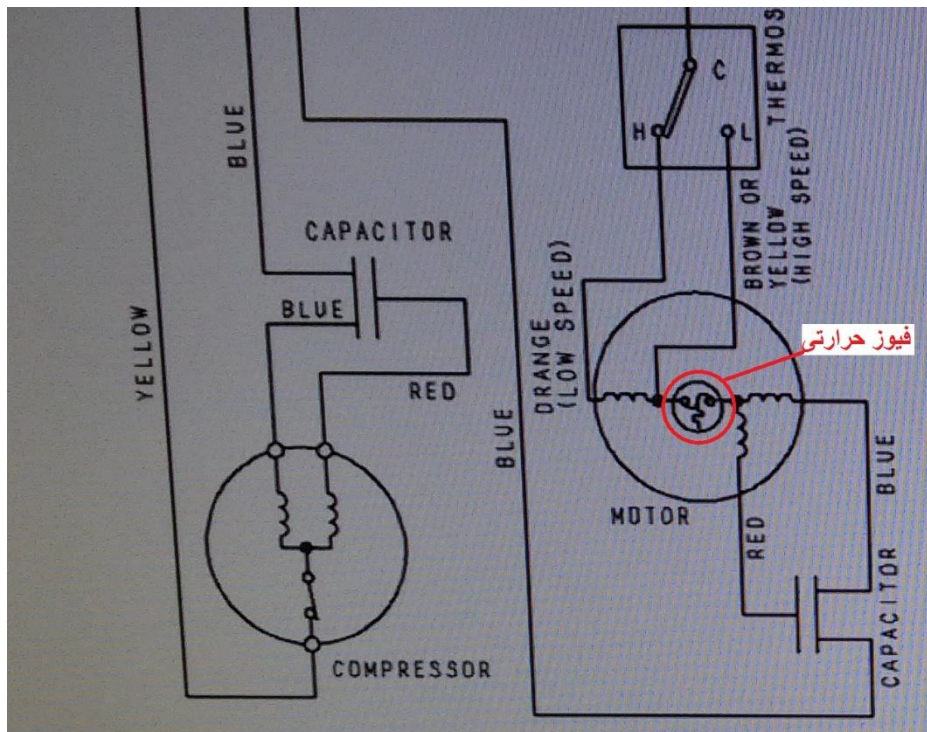 THERMOS
C
H
L
BROWN OR
YELLOW
(HIGH SPEED)
BLUE
CAPACITOR
BLUE
YELLOW
RED
ORANGE
(LOW SPEED)
فیوز حرارتی
BLUE
MOTOR
RED
BLUE
CAPACITOR
COMPRESSOR